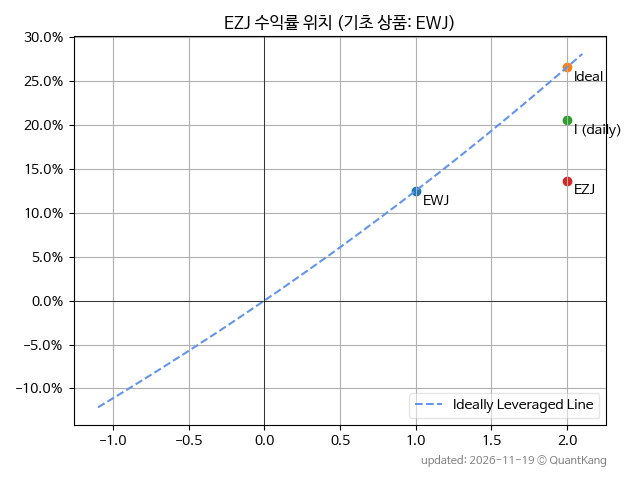 EZJ 수익률 위치 (기초 상품: EWJ)
30.0%
25.0%
20.0%
15.0%
10.0%
5.0%
0.0%
−5.0%
−10.0%
Ideal
I (daily)
EZJ
EWJ
Ideally Leveraged Line
−1.0 −0.5 0.0 0.5 1.0 1.5 2.0
updated: 2026-11-19 © QuantKang